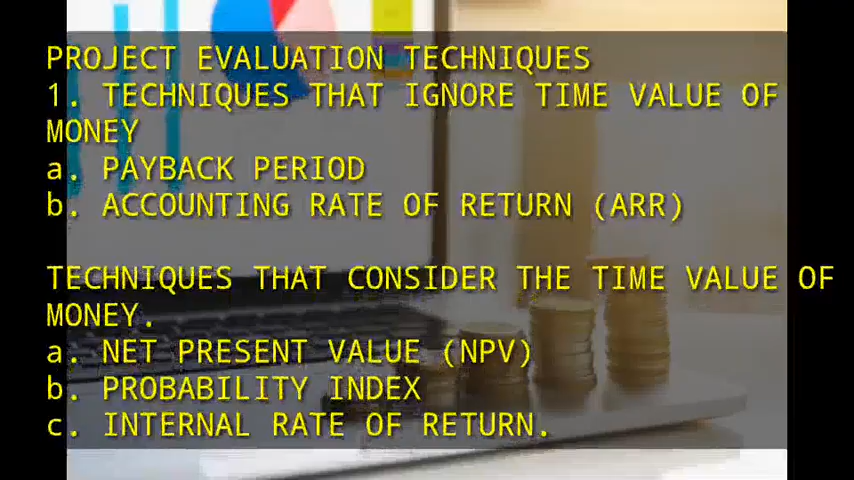 PROJECT EVALUATION TECHNIQUES
1. TECHNIQUES THAT IGNORE TIME VALUE OF
MONEY
a. PAYBACK PERIOD
b. ACCOUNTING RATE OF RETURN (ARR)
TECHNIQUES THAT CONSIDER THE TIME VALUE OF
MONEY.
a. NET PRESENT VALUE (NPV)
b. PROBABILITY INDEX
c. INTERNAL RATE OF RETURN.